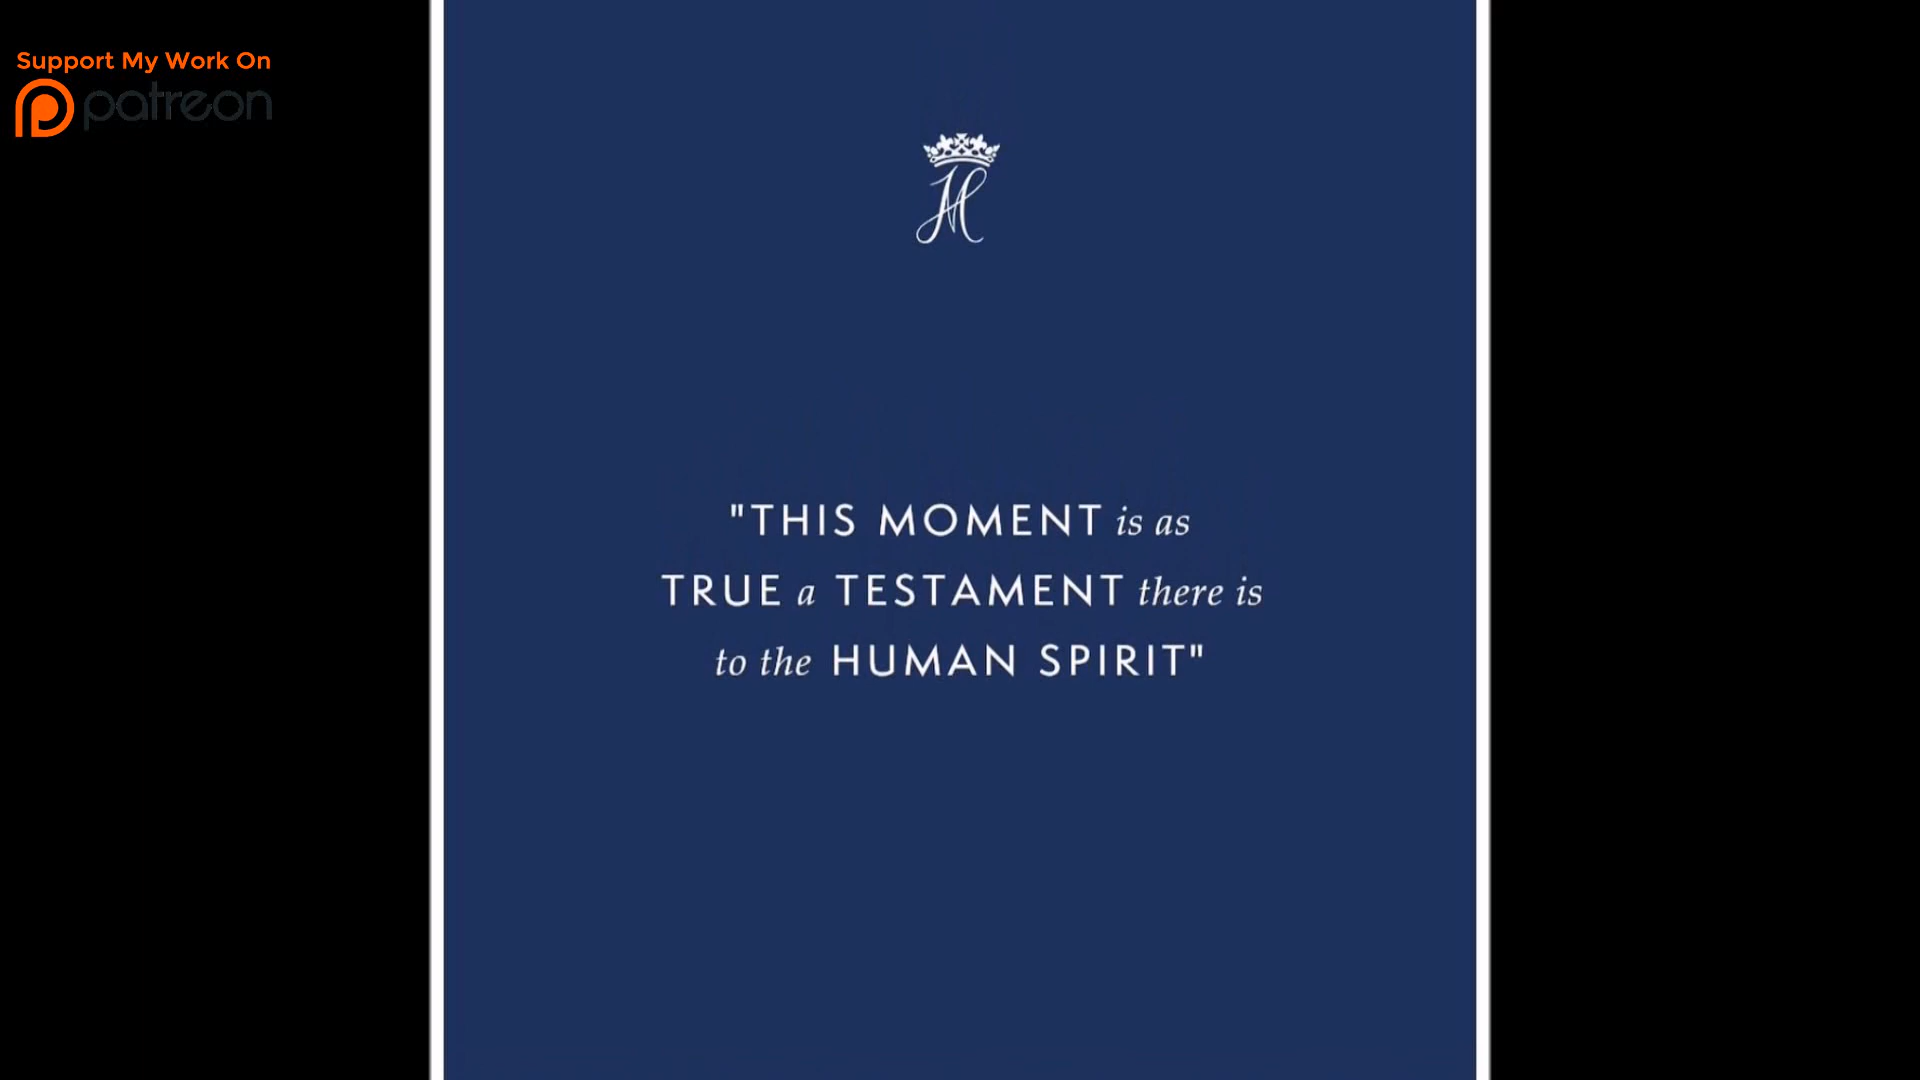 Support My Work On
patreon
"THIS MOMENT is as
TRUE a TESTAMENT there is
to the HUMAN SPIRIT"